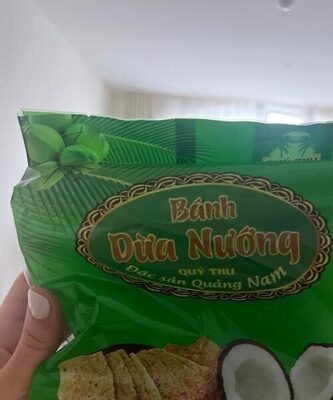 Bánh
Dừa Nướng
QUÝ THU
Đặc sản Quảng Nam